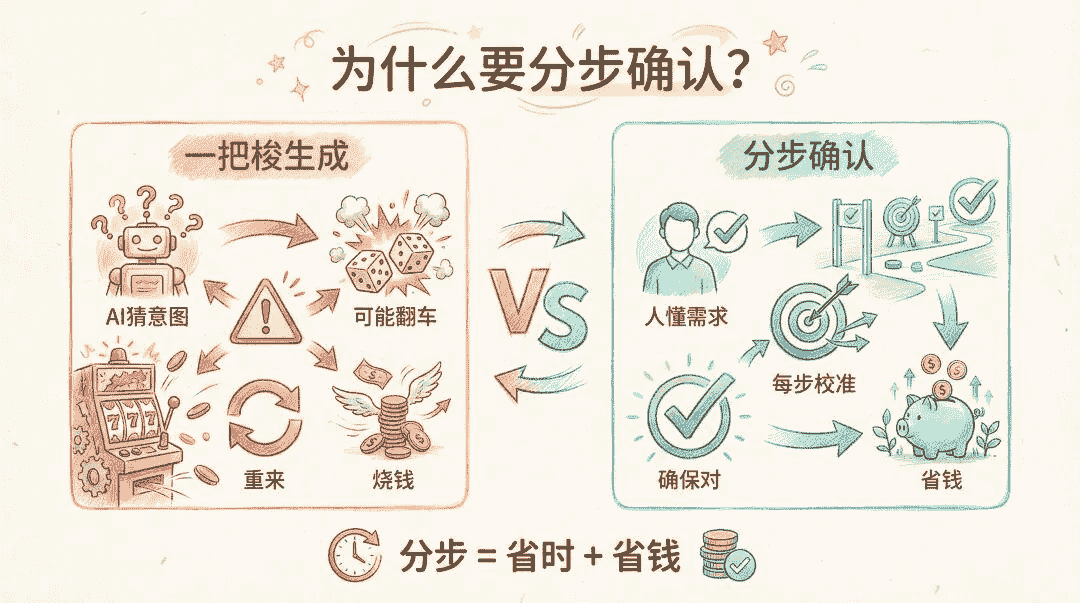 为什么要分步确认?
一把梭生成
AI猜意图
可能翻车
777
重来
烧钱
VS
分步确认
人懂需求
每步校准
确保对
省钱
分步 = 省时 + 省钱